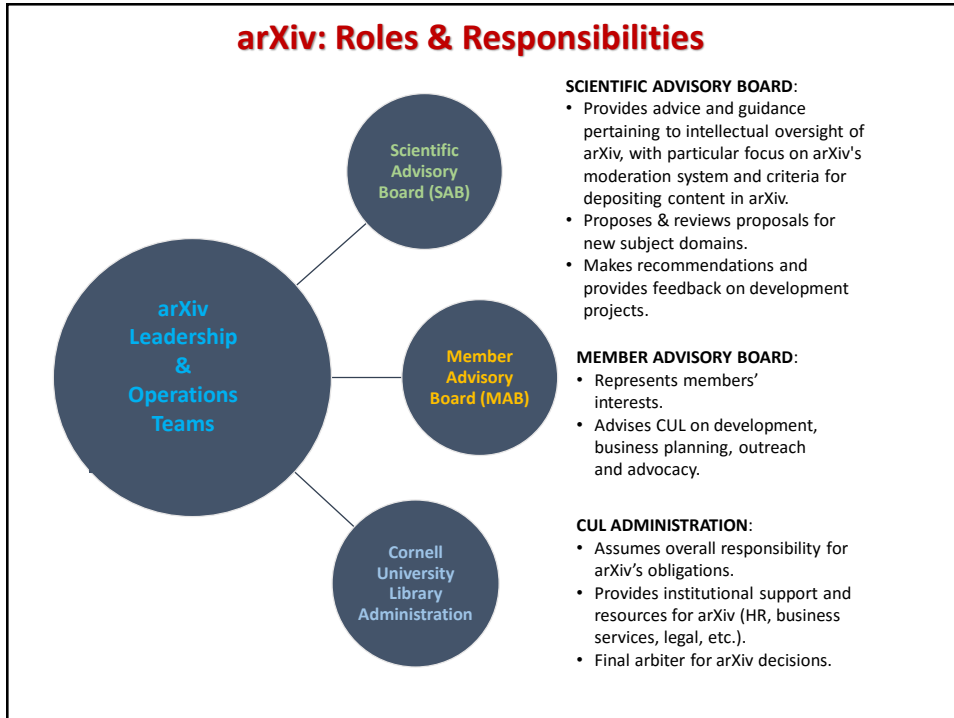 arXiv: Roles & Responsibilities
Scientific
Advisory
Board (SAB)
arXiv
Leadership
&
Operations
Teams
Member
Advisory
Board (MAB)
Cornell
University
Library
Administration
SCIENTIFIC ADVISORY BOARD:
• Provides advice and guidance
pertaining to intellectual oversight of
arXiv, with particular focus on arXiv's
moderation system and criteria for
depositing content in arXiv.
• Proposes & reviews proposals for
new subject domains.
• Makes recommendations and
provides feedback on development
projects.
MEMBER ADVISORY BOARD:
• Represents members’
interests.
• Advises CUL on development,
business planning, outreach
and advocacy.
CUL ADMINISTRATION:
• Assumes overall responsibility for
arXiv’s obligations.
• Provides institutional support and
resources for arXiv (HR, business
services, legal, etc.).
• Final arbiter for arXiv decisions.